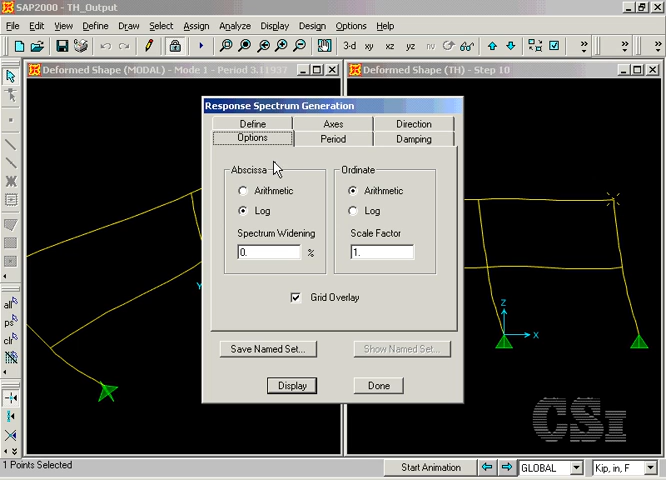 SAP2000 - TH_Output
File Edit View Define Bridge Draw Select Assign Analyze Display Design Options Help
3-d xy xz yz nv
Deformed Shape (MODAL) - Mode 1 - Period 3.11937
Deformed Shape (TH) - Step 10
Response Spectrum Generation
Define Axes Direction
Options Period Damping
Abscissa Ordinate
Arithmetic Arithmetic
Log Log
Spectrum Widening Scale Factor
0. % 1.
Grid Overlay
Save Named Set... Show Named Set...
Display Done
all
ps
clr
Y
Z
X
CSI
1 Points Selected
Start Animation GLOBAL Kip, in, F